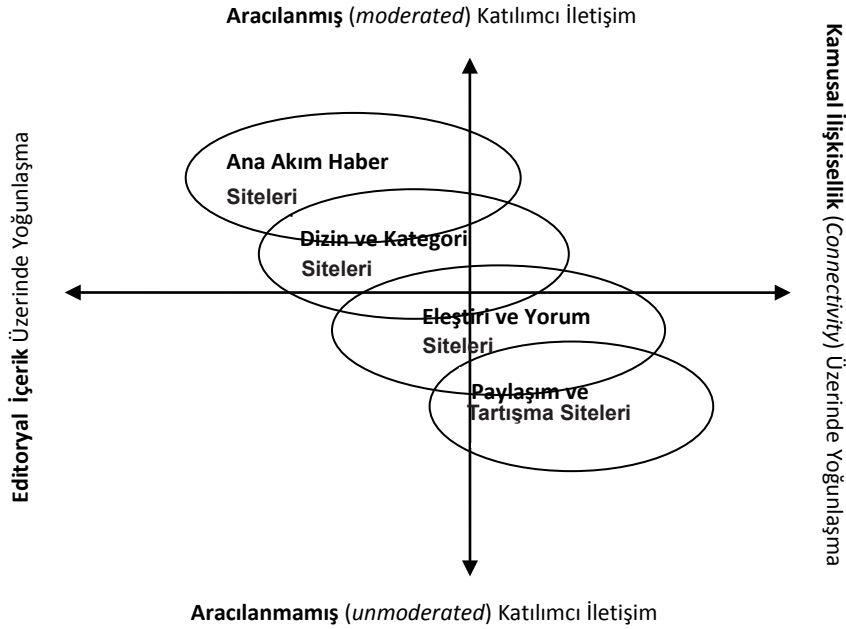 Aracılanmış (moderated) Katılımcı İletişim
Editoryal İçerik Üzerinde Yoğunlaşma
Kamusal İlişkisellik (Connectivity) Üzerinde Yoğunlaşma
Ana Akım Haber
Siteleri
Dizin ve Kategori
Siteleri
Eleştiri ve Yorum
Siteleri
Paylaşım ve
Tartışma Siteleri
Aracılanmamış (unmoderated) Katılımcı İletişim